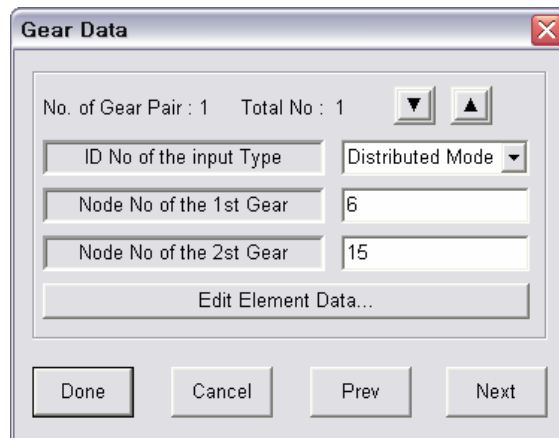 Gear Data
No. of Gear Pair : 1 Total No : 1
ID No of the input Type Distributed Mode
Node No of the 1st Gear 6
Node No of the 2st Gear 15
Edit Element Data...
Done Cancel Prev Next